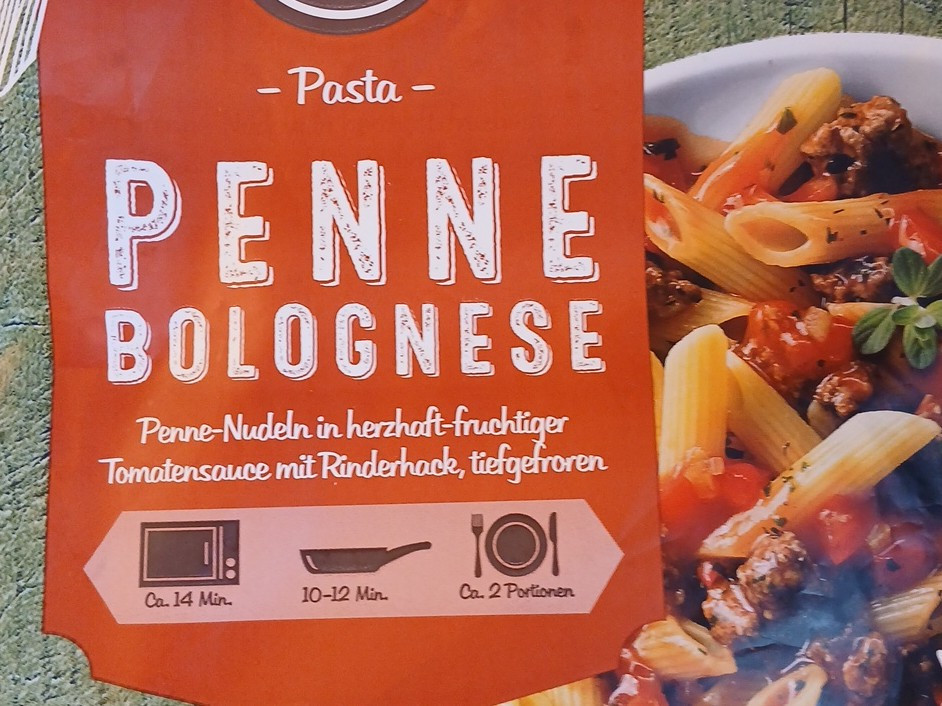 – Pasta –
PENNE
BOLOGNESE
Penne-Nudeln in herzhaft-fruchtiger
Tomatensauce mit Rinderhack, tiefgefroren
Ca. 14 Min.
10-12 Min.
Ca. 2 Portionen